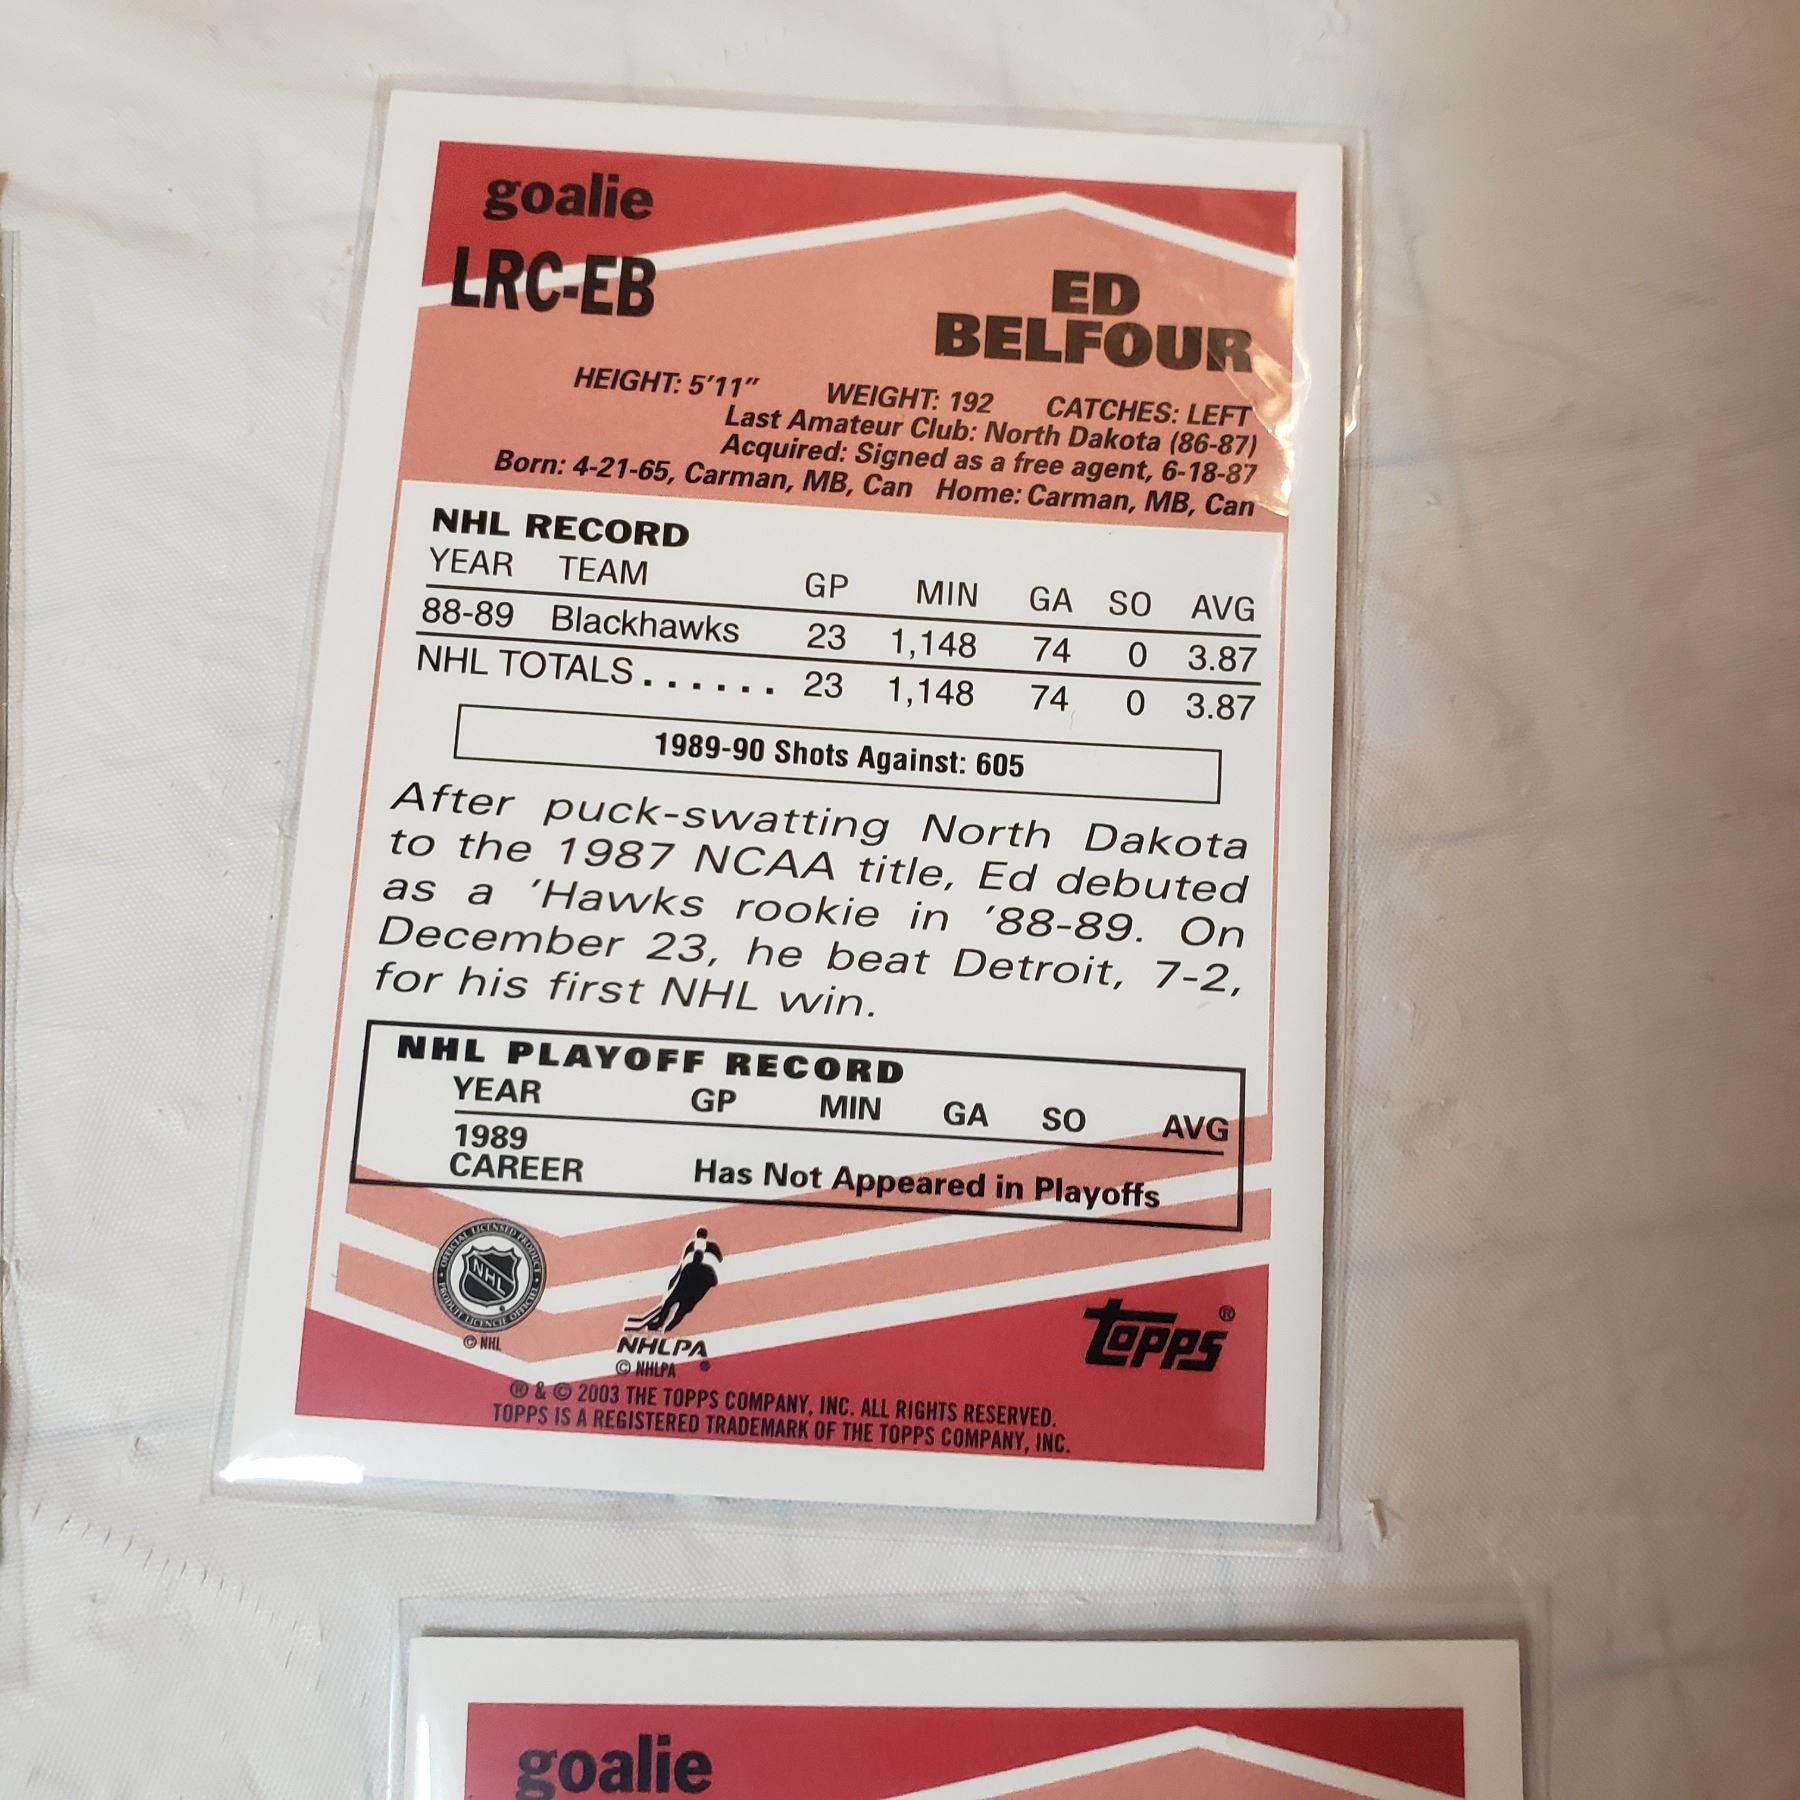 goalie
LRC-EB
ED
BELFOUR
HEIGHT: 5'11" WEIGHT: 192 CATCHES: LEFT
Last Amateur Club: North Dakota (86-87)
Acquired: Signed as a free agent, 6-18-87
Born: 4-21-65, Carman, MB, Can Home: Carman, MB, Can
NHL RECORD
YEAR TEAM GP MIN GA SO AVG
88-89 Blackhawks 23 1,148 74 0 3.87
NHL TOTALS . . . . . . 23 1,148 74 0 3.87
1989-90 Shots Against: 605
After puck-swatting North Dakota
to the 1987 NCAA title, Ed debuted
as a 'Hawks rookie in '88-89. On
December 23, he beat Detroit, 7-2,
for his first NHL win.
NHL PLAYOFF RECORD
YEAR GP MIN GA SO AVG
1989
CAREER Has Not Appeared in Playoffs
OFFICIAL LICENSED PRODUCT
NHL
PRODUIT LICENCIE OFFICIEL
© NHL
NHLPA
© NHLPA ®
topps ®
® & © 2003 THE TOPPS COMPANY, INC. ALL RIGHTS RESERVED.
TOPPS IS A REGISTERED TRADEMARK OF THE TOPPS COMPANY, INC.
goalie